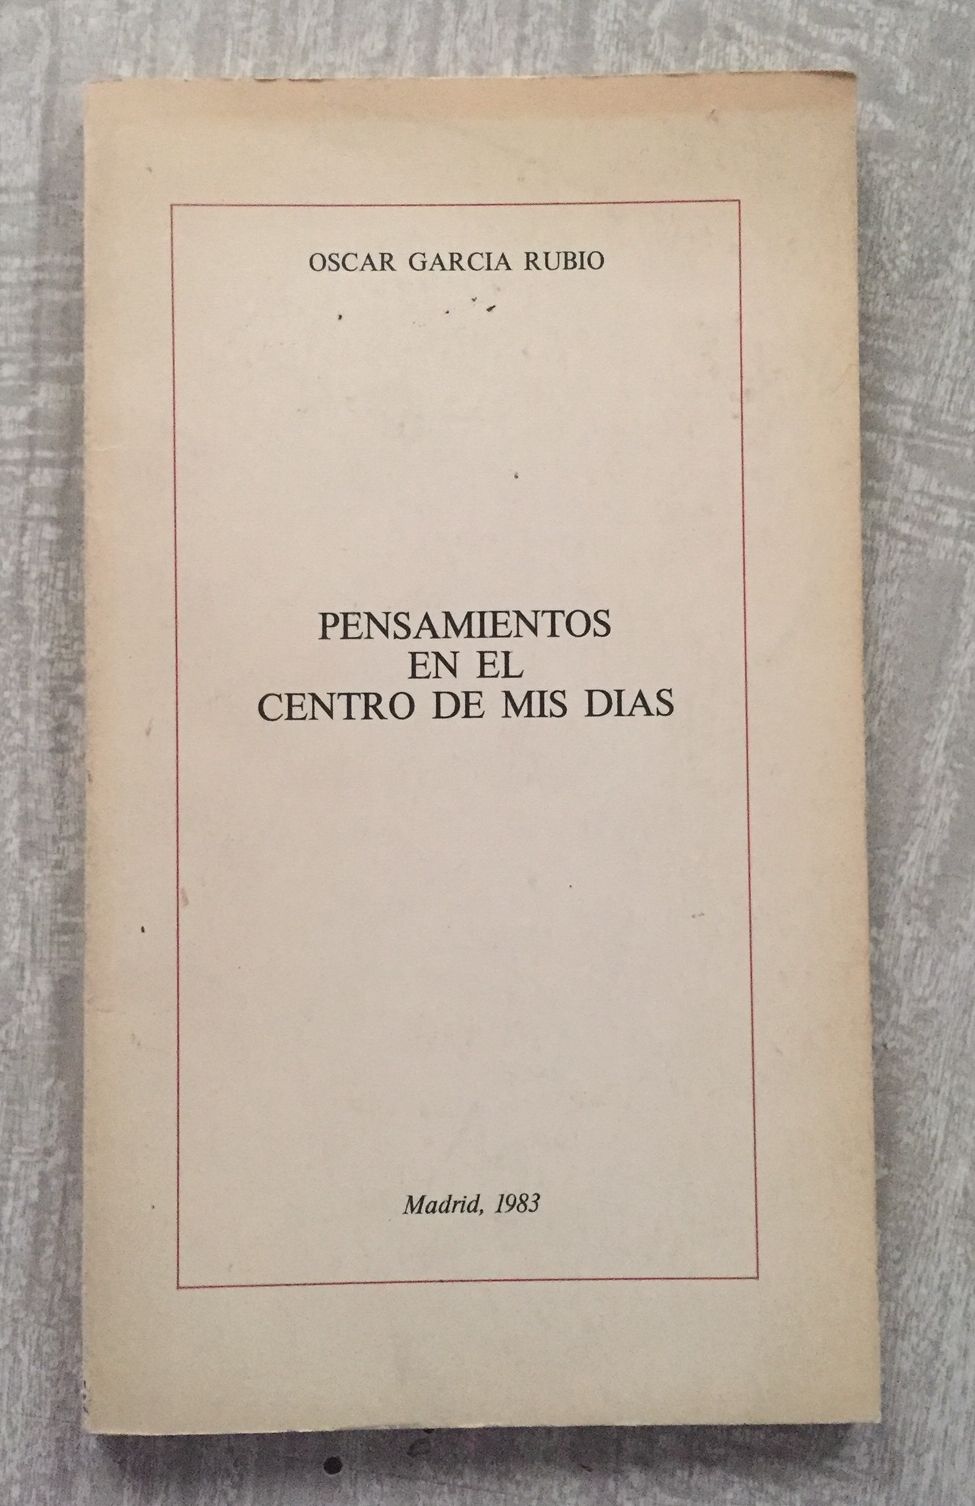 OSCAR GARCIA RUBIO
PENSAMIENTOS
EN EL
CENTRO DE MIS DIAS
Madrid, 1983